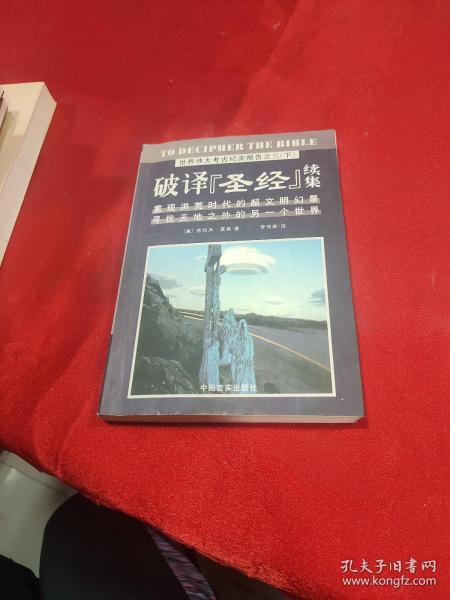 TO DECIPHER THE BIBLE
世界伟大考古纪实报告之三(下)
破译『圣经』续集
重现洪荒时代的超文明幻景
寻找天地之外的另一个世界
中国言实出版社
孔夫子旧书网
www.kongfz.com